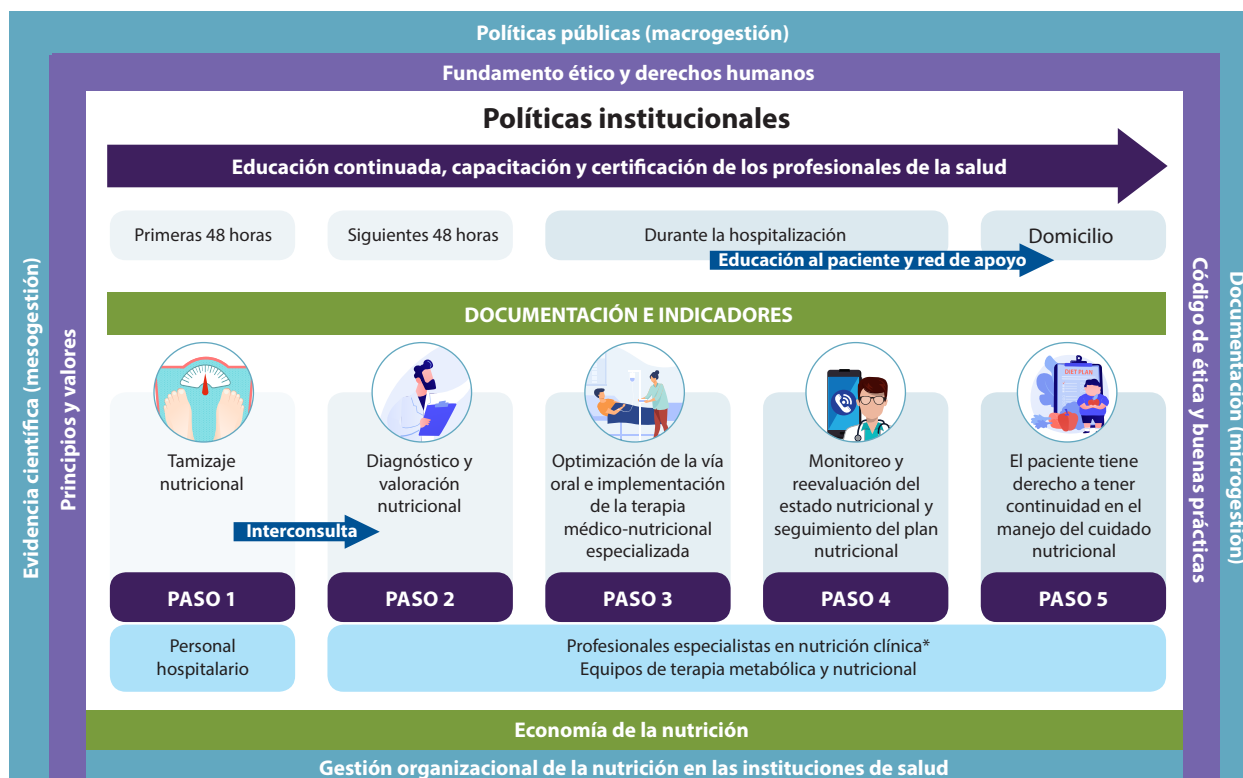 Políticas públicas (macrogestión)
Fundamento ético y derechos humanos
Evidencia científica (mesogestión)
Principios y valores
Políticas institucionales
Educación continuada, capacitación y certificación de los profesionales de la salud
Primeras 48 horas
Siguientes 48 horas
Durante la hospitalización
Domicilio
Educación al paciente y red de apoyo
DOCUMENTACIÓN E INDICADORES
DIET PLAN
Tamizaje
nutricional
Interconsulta
Diagnóstico y
valoración
nutricional
Optimización de la vía
oral e implementación
de la terapia
médico-nutricional
especializada
Monitoreo y
reevaluación del
estado nutricional y
seguimiento del plan
nutricional
El paciente tiene
derecho a tener
continuidad en el
manejo del cuidado
nutricional
PASO 1
PASO 2
PASO 3
PASO 4
PASO 5
Personal
hospitalario
Profesionales especialistas en nutrición clínica*
Equipos de terapia metabólica y nutricional
Código de ética y buenas prácticas
Documentación (microgestión)
Economía de la nutrición
Gestión organizacional de la nutrición en las instituciones de salud